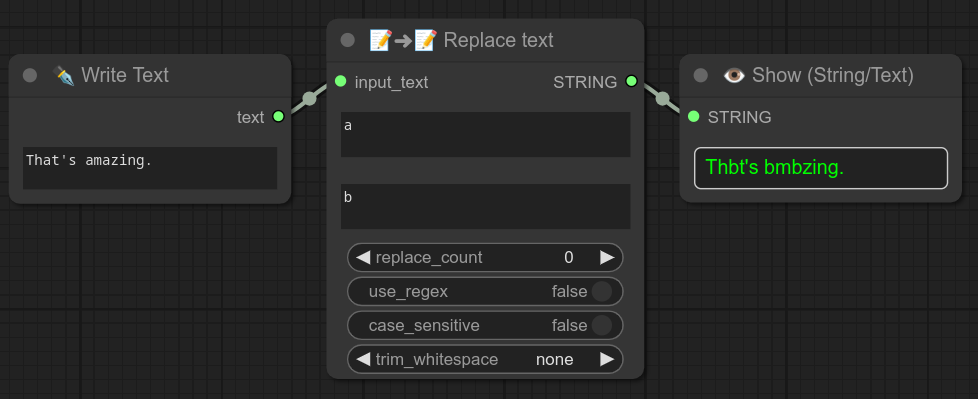 ✒️ Write Text
text
That's amazing.
📝➜📝 Replace text
input_text
STRING
a
b
replace_count 0
use_regex false
case_sensitive false
trim_whitespace none
👁️ Show (String/Text)
STRING
Thbt's bmbzing.